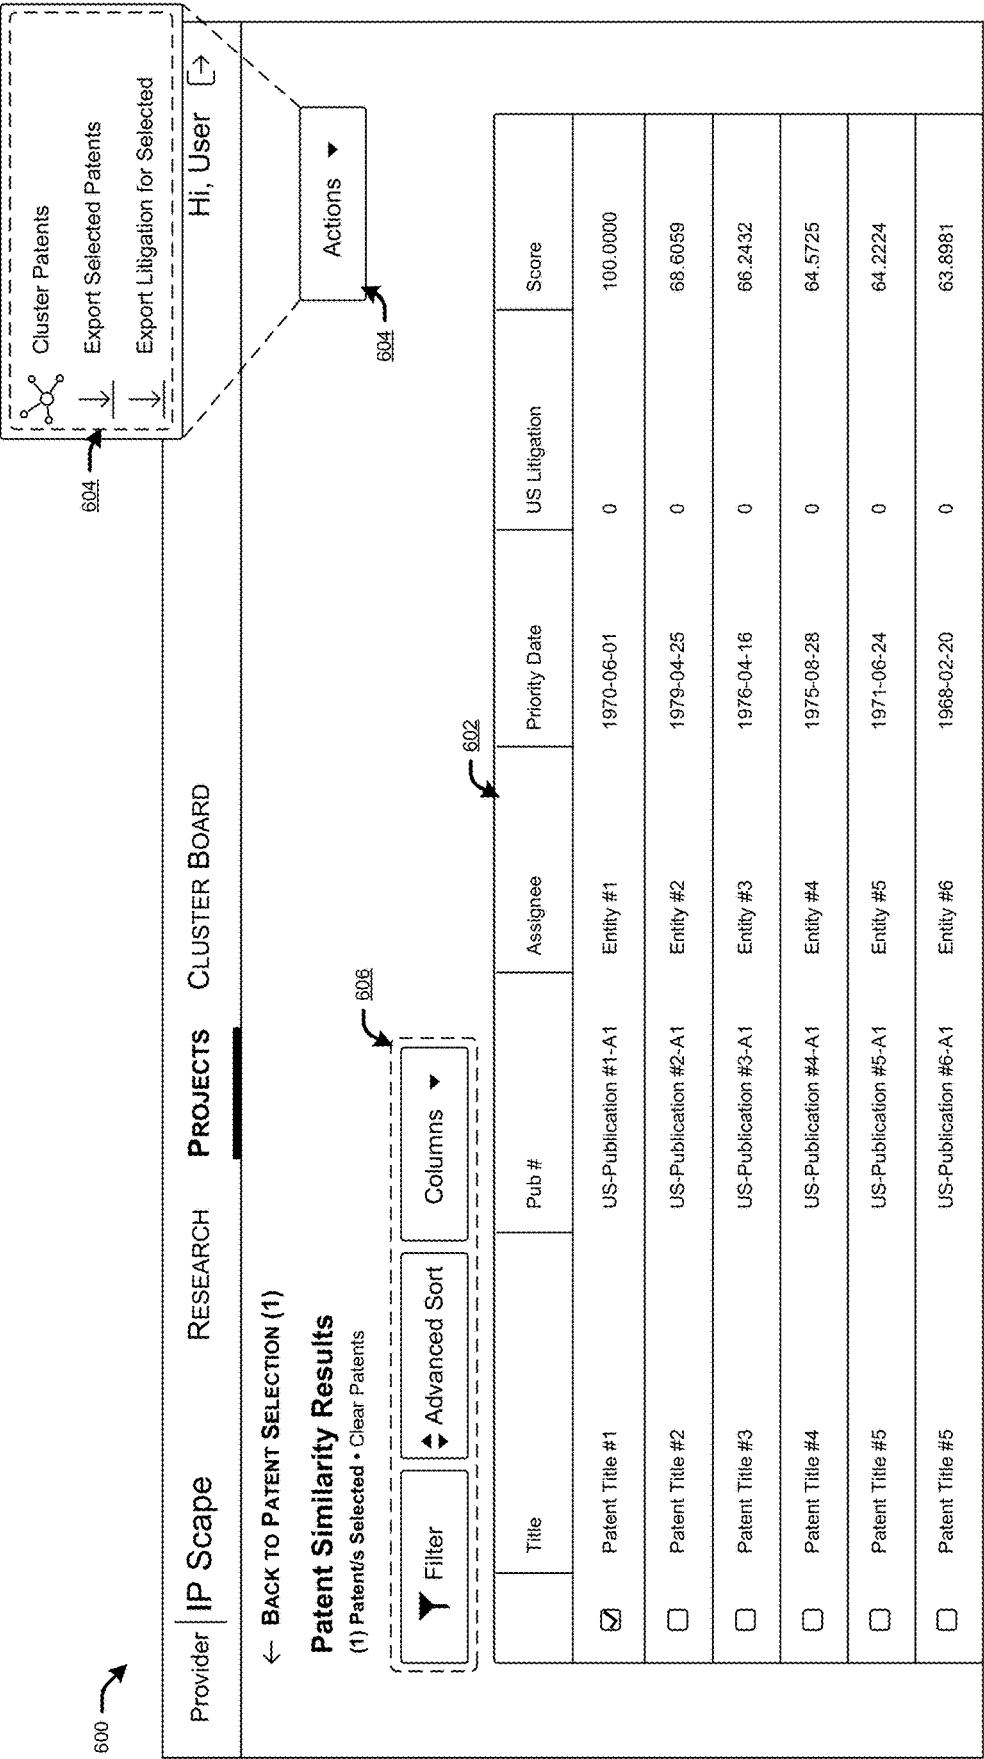 600
Cluster Patents
Export Selected Patents
Export Litigation for Selected
604
Provider | IP Scape RESEARCH PROJECTS CLUSTER BOARD Hi, User
← BACK TO PATENT SELECTION (1)
Patent Similarity Results
(1) Patent/s Selected • Clear Patents
Actions ▼
604
606
Filter Advanced Sort Columns ▼
602
Title Pub # Assignee Priority Date US Litigation Score
Patent Title #1 US-Publication #1-A1 Entity #1 1970-06-01 0 100.0000
Patent Title #2 US-Publication #2-A1 Entity #2 1979-04-25 0 68.6059
Patent Title #3 US-Publication #3-A1 Entity #3 1976-04-16 0 66.2432
Patent Title #4 US-Publication #4-A1 Entity #4 1975-08-28 0 64.5725
Patent Title #5 US-Publication #5-A1 Entity #5 1971-06-24 0 64.2224
Patent Title #5 US-Publication #6-A1 Entity #6 1968-02-20 0 63.8981